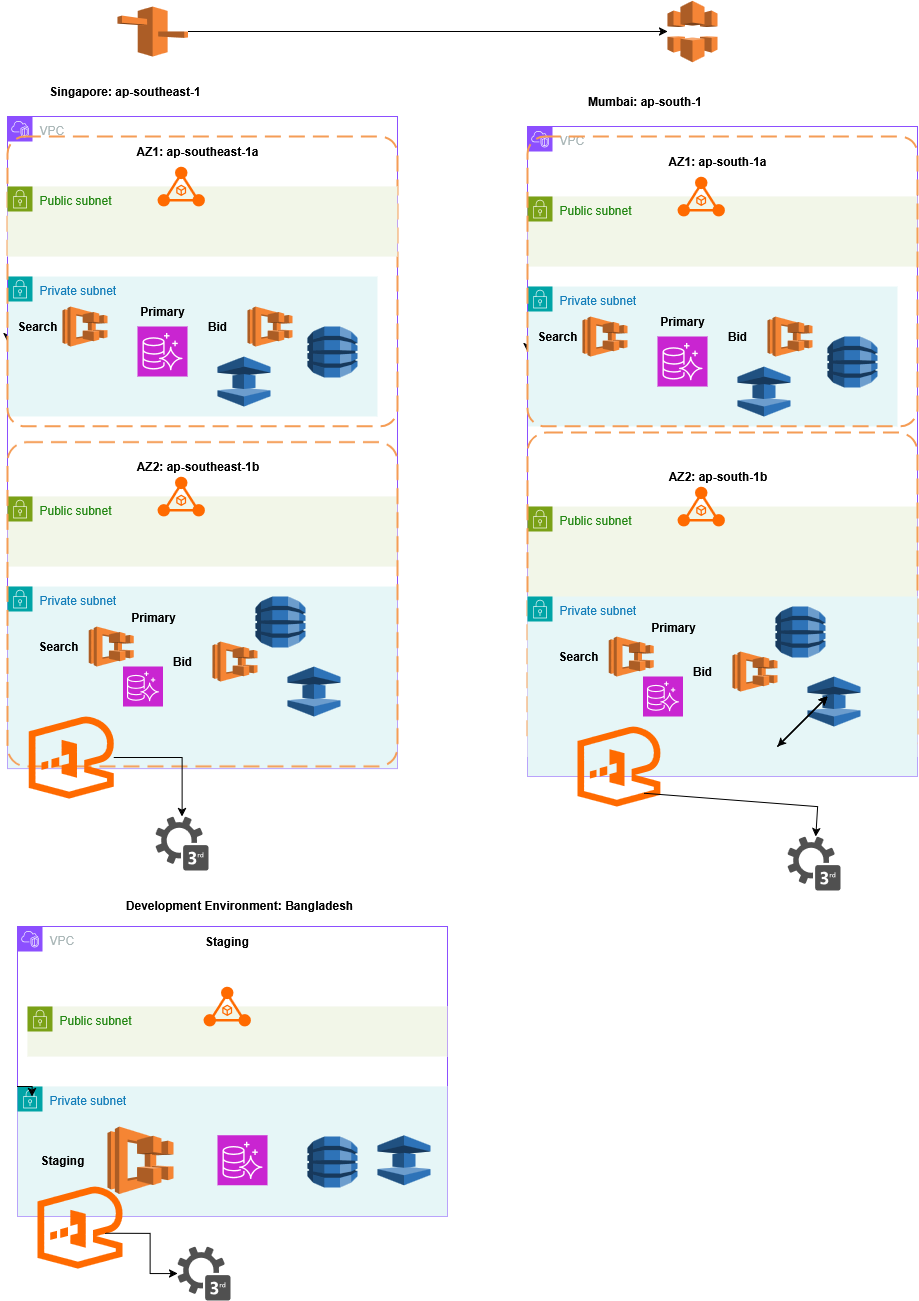 Singapore: ap-southeast-1
VPC
AZ1: ap-southeast-1a
Public subnet
Private subnet
Search
Primary
Bid
AZ2: ap-southeast-1b
Public subnet
Private subnet
Primary
Search
Bid
3rd
Mumbai: ap-south-1
VPC
AZ1: ap-south-1a
Public subnet
Private subnet
Search
Primary
Bid
AZ2: ap-south-1b
Public subnet
Private subnet
Primary
Search
Bid
3rd
Development Environment: Bangladesh
VPC
Staging
Public subnet
Private subnet
Staging
3rd